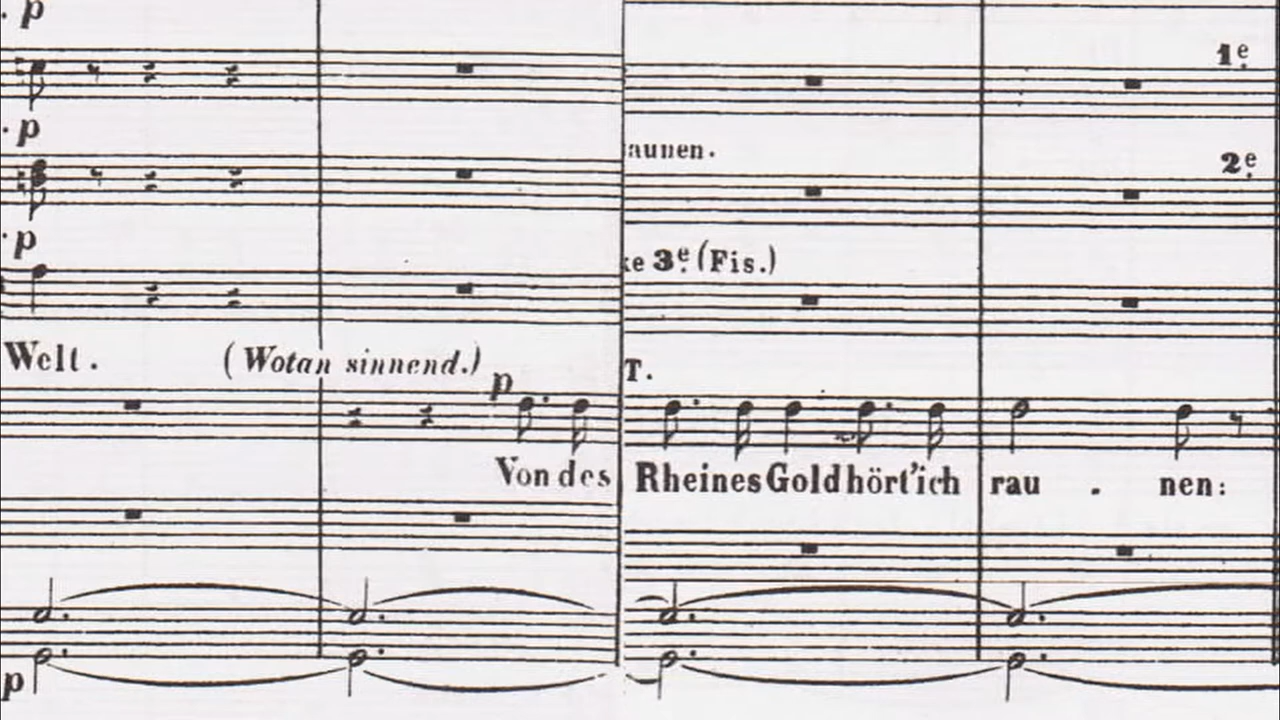 . p
1e.
. p
aunen.
2e.
. p
ke 3e. (Fis.)
Welt.
(Wotan sinnend.)
T.
p
Von des
Rheines Gold hört' ich
rau - nen:
p